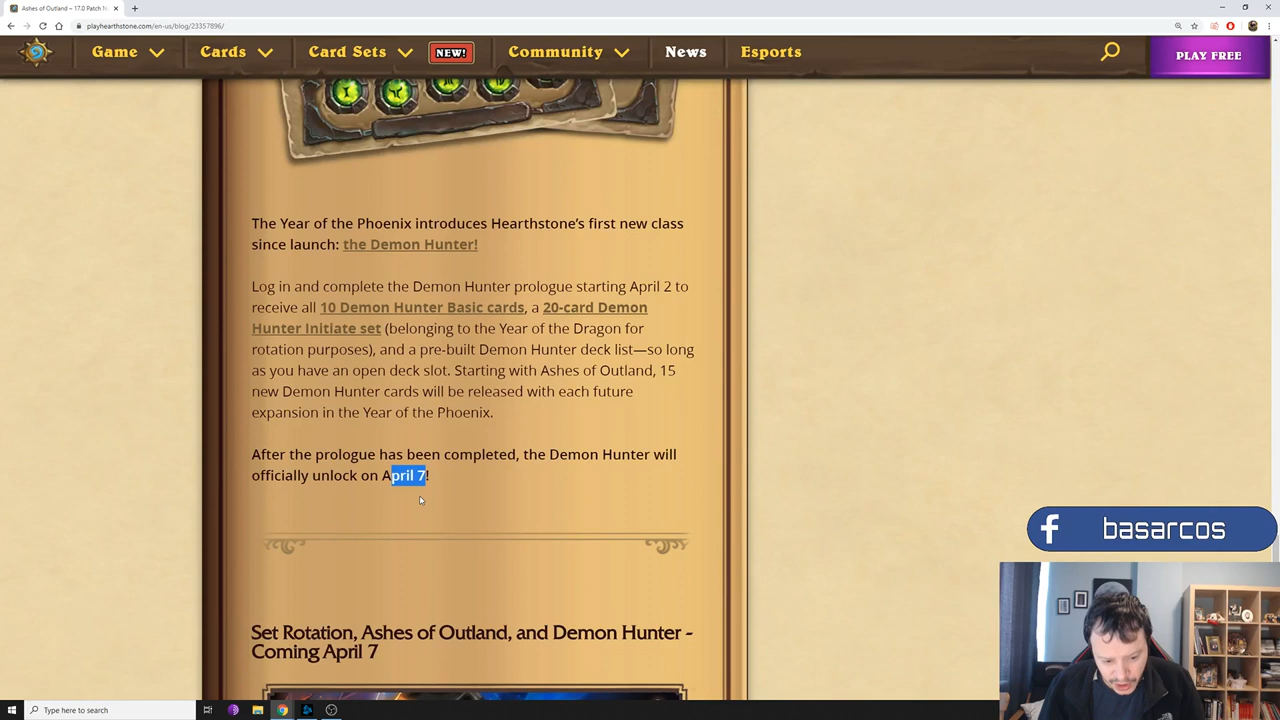 Ashes of Outland – 17.0 Patch N
playhearthstone.com/en-us/blog/23357896/
Game
Cards
Card Sets
NEW!
Community
News
Esports
PLAY FREE
The Year of the Phoenix introduces Hearthstone’s first new class
since launch: the Demon Hunter!
Log in and complete the Demon Hunter prologue starting April 2 to
receive all 10 Demon Hunter Basic cards, a 20-card Demon
Hunter Initiate set (belonging to the Year of the Dragon for
rotation purposes), and a pre-built Demon Hunter deck list—so long
as you have an open deck slot. Starting with Ashes of Outland, 15
new Demon Hunter cards will be released with each future
expansion in the Year of the Phoenix.
After the prologue has been completed, the Demon Hunter will
officially unlock on April 7!
f basarcos
Set Rotation, Ashes of Outland, and Demon Hunter -
Coming April 7
Type here to search